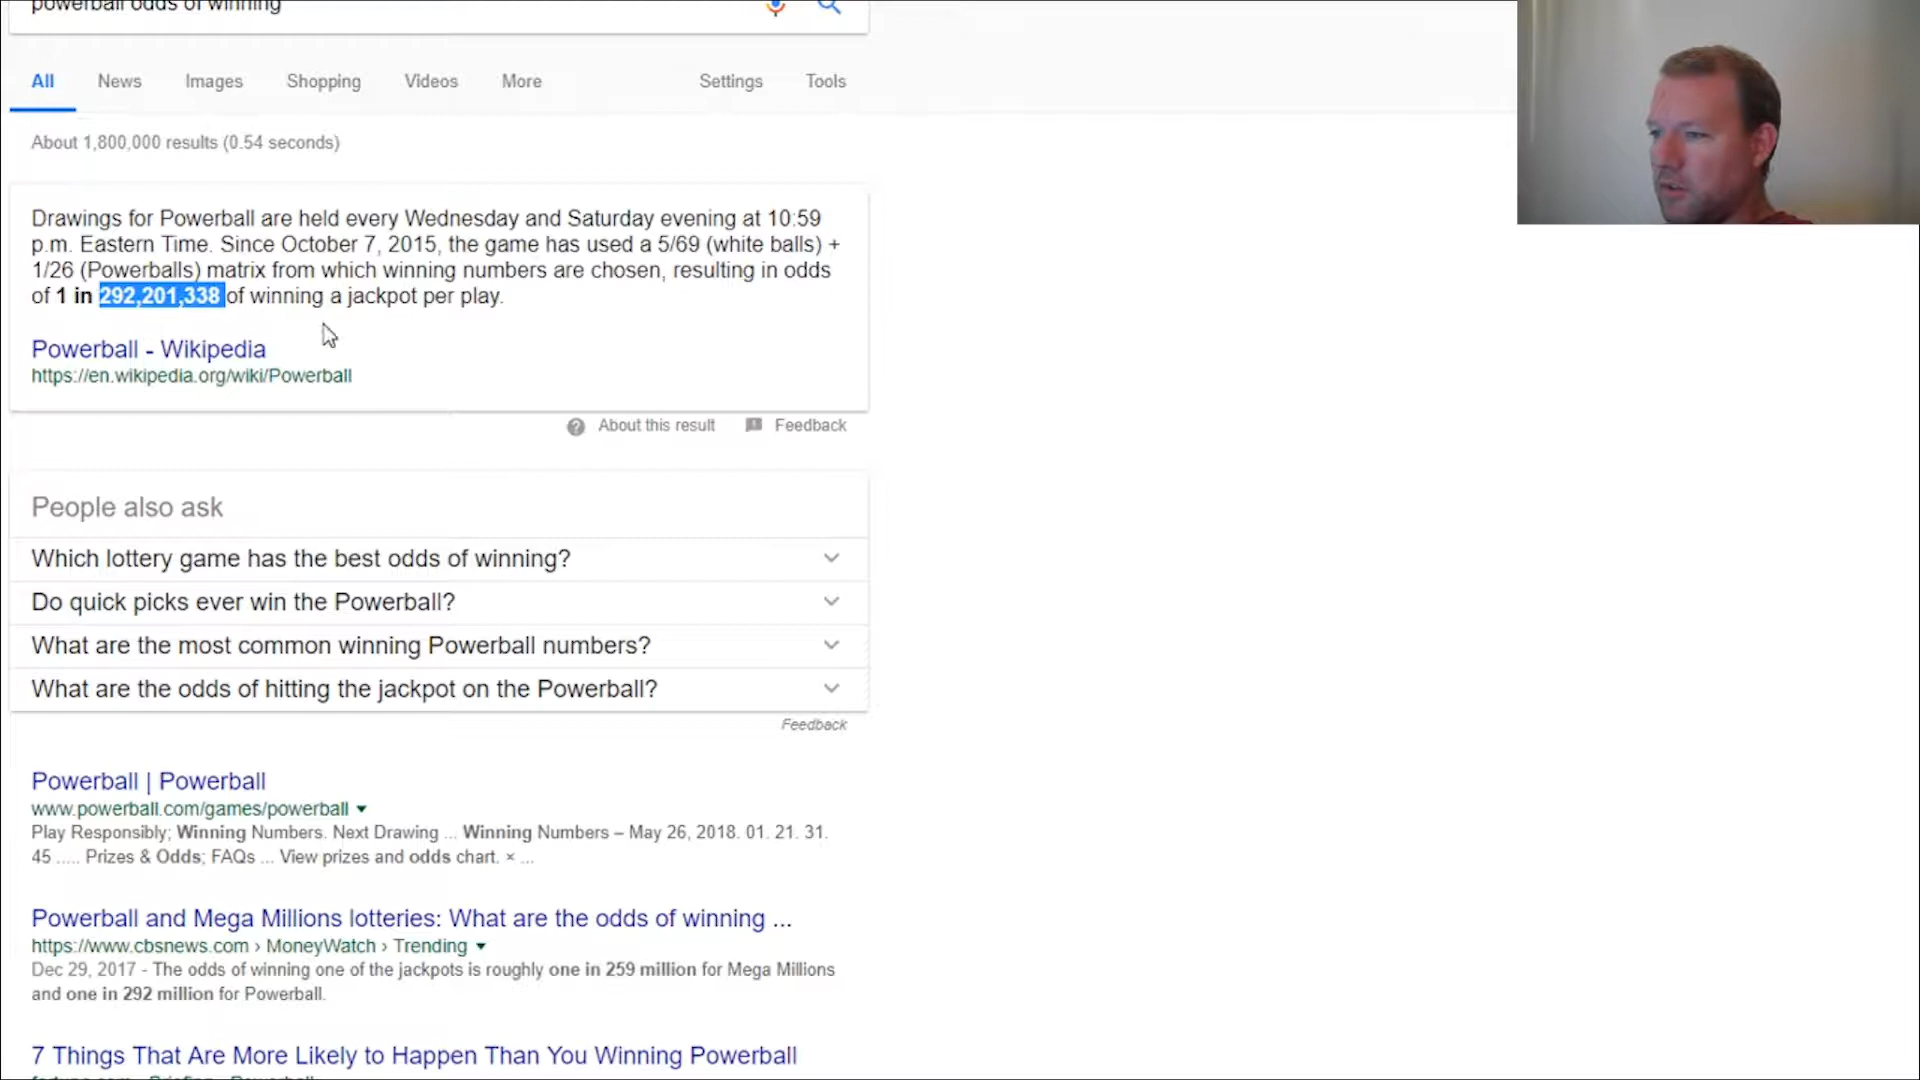 powerball odds of winning
All News Images Shopping Videos More Settings Tools
About 1,800,000 results (0.54 seconds)
Drawings for Powerball are held every Wednesday and Saturday evening at 10:59
p.m. Eastern Time. Since October 7, 2015, the game has used a 5/69 (white balls) +
1/26 (Powerballs) matrix from which winning numbers are chosen, resulting in odds
of 1 in 292,201,338 of winning a jackpot per play.
Powerball - Wikipedia
https://en.wikipedia.org/wiki/Powerball
About this result Feedback
People also ask
Which lottery game has the best odds of winning?
Do quick picks ever win the Powerball?
What are the most common winning Powerball numbers?
What are the odds of hitting the jackpot on the Powerball?
Feedback
Powerball | Powerball
www.powerball.com/games/powerball
Play Responsibly; Winning Numbers. Next Drawing ... Winning Numbers – May 26, 2018. 01. 21. 31.
45 ..... Prizes & Odds; FAQs ... View prizes and odds chart. × ...
Powerball and Mega Millions lotteries: What are the odds of winning ...
https://www.cbsnews.com › MoneyWatch › Trending
Dec 29, 2017 - The odds of winning one of the jackpots is roughly one in 259 million for Mega Millions
and one in 292 million for Powerball.
7 Things That Are More Likely to Happen Than You Winning Powerball